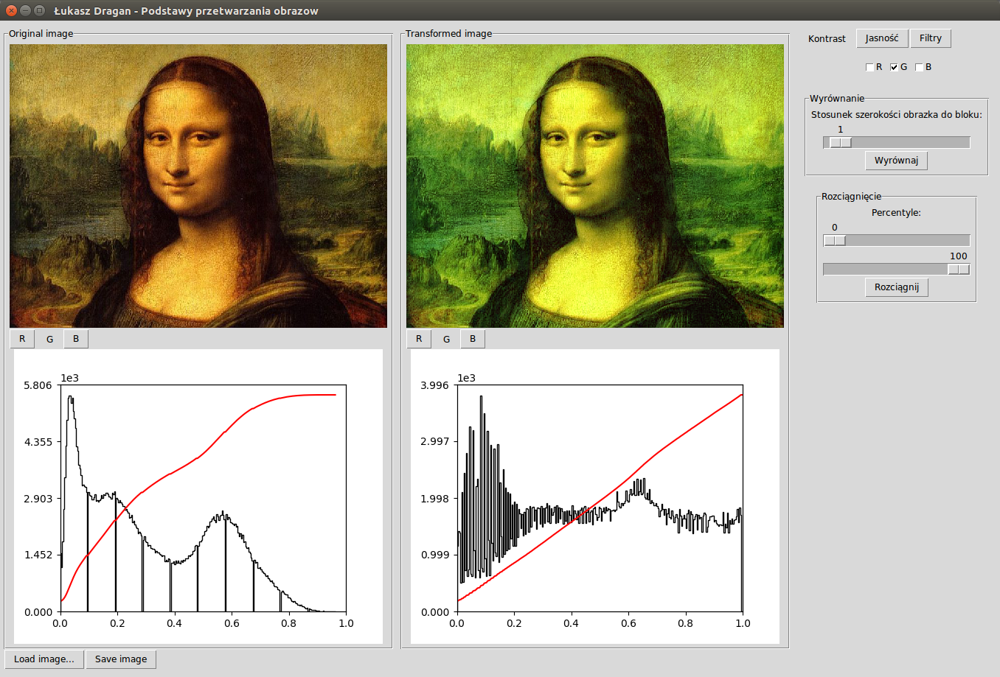 Łukasz Dragan - Podstawy przetwarzania obrazow
Original image
R G B
1e3
5.806
4.355
2.903
1.452
0.000
0.0 0.2 0.4 0.6 0.8 1.0
Load image... Save image
Transformed image
R G B
1e3
3.996
2.997
1.998
0.999
0.000
0.0 0.2 0.4 0.6 0.8 1.0
Kontrast Jasność Filtry
R G B
Wyrównanie
Stosunek szerokości obrazka do bloku:
1
Wyrównaj
Rozciągnięcie
Percentyle:
0
100
Rozciągnij